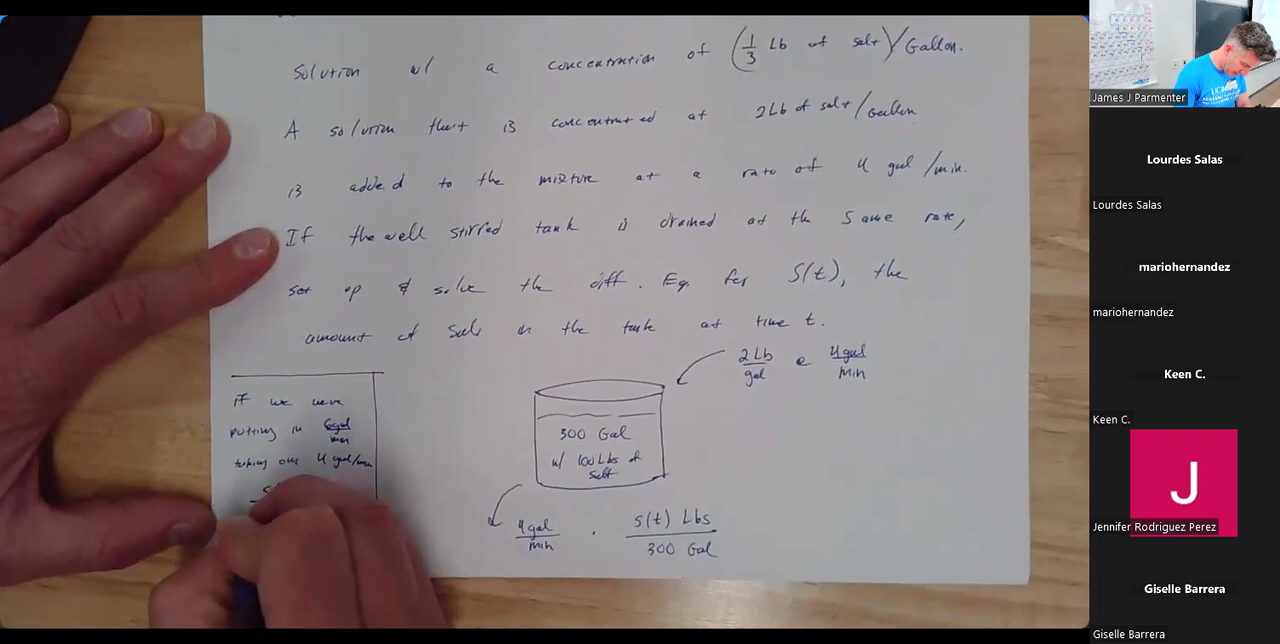 Solution w/ a concentration of (1/3 Lb of salt)/Gallon.
A solution that is concentrated at 2Lb of salt/Gallon
is added to the mixture at a rate of 4 gal/min.
If the well stirred tank is drained at the same rate,
set up & solve the diff. Eq. for S(t), the
amount of salt in the tank at time t.
2Lb/gal @ 4gal/min
300 Gal
w/ 100Lbs of
salt
4gal/min . S(t) Lbs/300 Gal
if we were
putting in 6gal/min
taking out 4 gal/min
James J Parmenter
Lourdes Salas
Lourdes Salas
mariohernandez
mariohernandez
Keen C.
Keen C.
J
Jennifer Rodriguez Perez
Giselle Barrera
Giselle Barrera